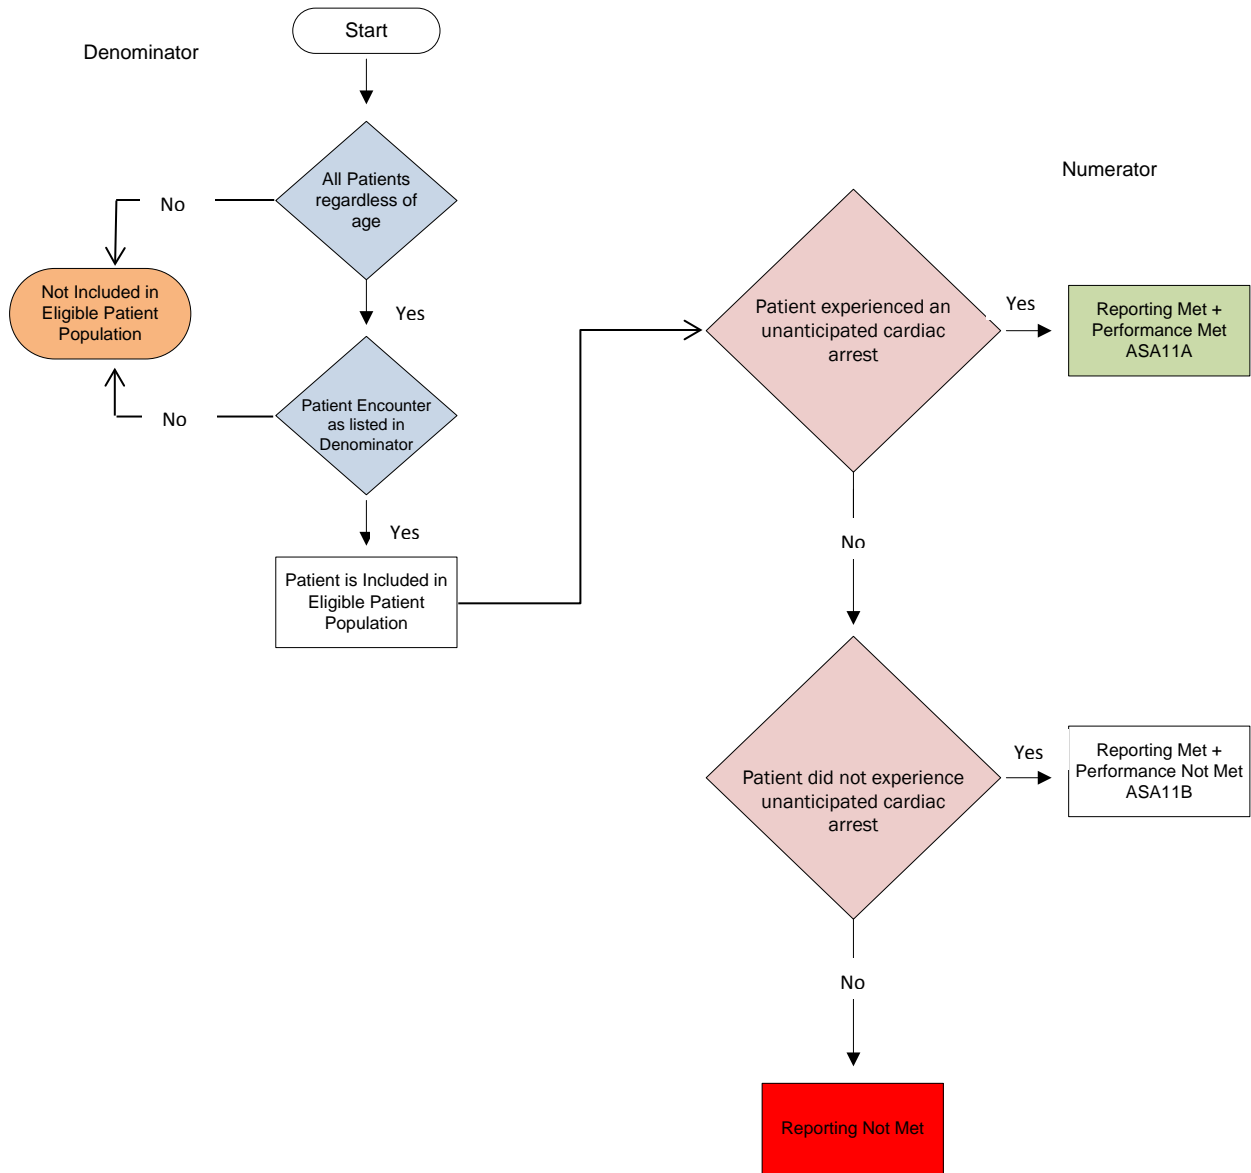 Start
Denominator
All Patients
regardless of
age
No
Not Included in
Eligible Patient
Population
Yes
Patient Encounter
as listed in
Denominator
No
Yes
Patient is Included in
Eligible Patient
Population
Numerator
Patient experienced an
unanticipated cardiac
arrest
Yes
Reporting Met +
Performance Met
ASA11A
No
Patient did not experience
unanticipated cardiac
arrest
Yes
Reporting Met +
Performance Not Met
ASA11B
No
Reporting Not Met